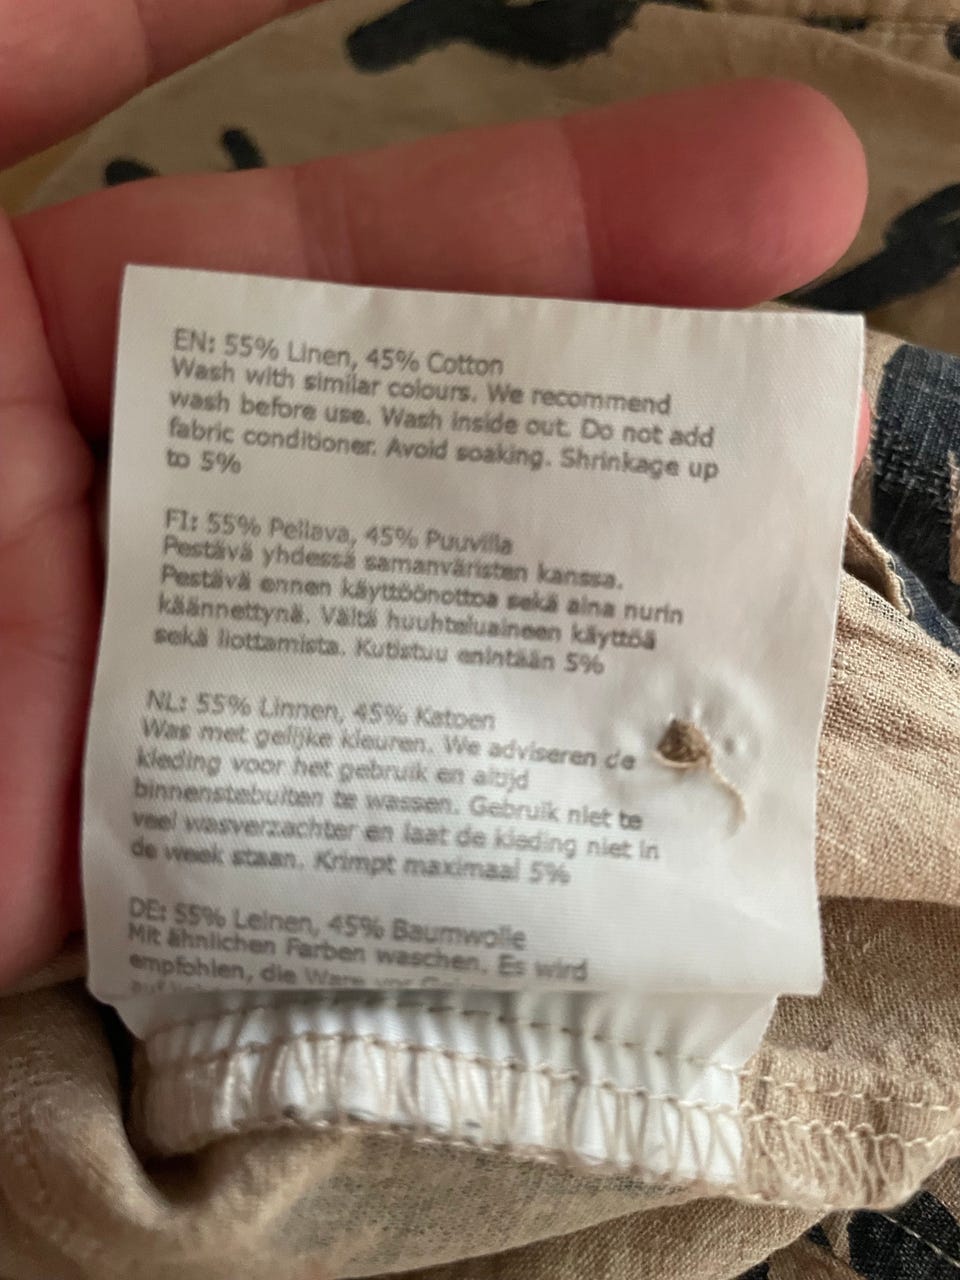 EN: 55% Linen, 45% Cotton
Wash with similar colours. We recommend
wash before use. Wash inside out. Do not add
fabric conditioner. Avoid soaking. Shrinkage up
to 5%
FI: 55% Pellava, 45% Puuvilla
Pestävä yhdessä samanväristen kanssa.
Pestävä ennen käyttöönottoa sekä aina nurin
käännettynä. Vältä huuhteluaineen käyttöä
sekä liottamista. Kutistuu enintään 5%
NL: 55% Linnen, 45% Katoen
Was met gelijke kleuren. We adviseren de
kleding voor het gebruik en altijd
binnenstebuiten te wassen. Gebruik niet te
veel wasverzachter en laat de kleding niet in
de week staan. Krimpt maximaal 5%
DE: 55% Leinen, 45% Baumwolle
Mit ähnlichen Farben waschen. Es wird
empfohlen, die Ware vor